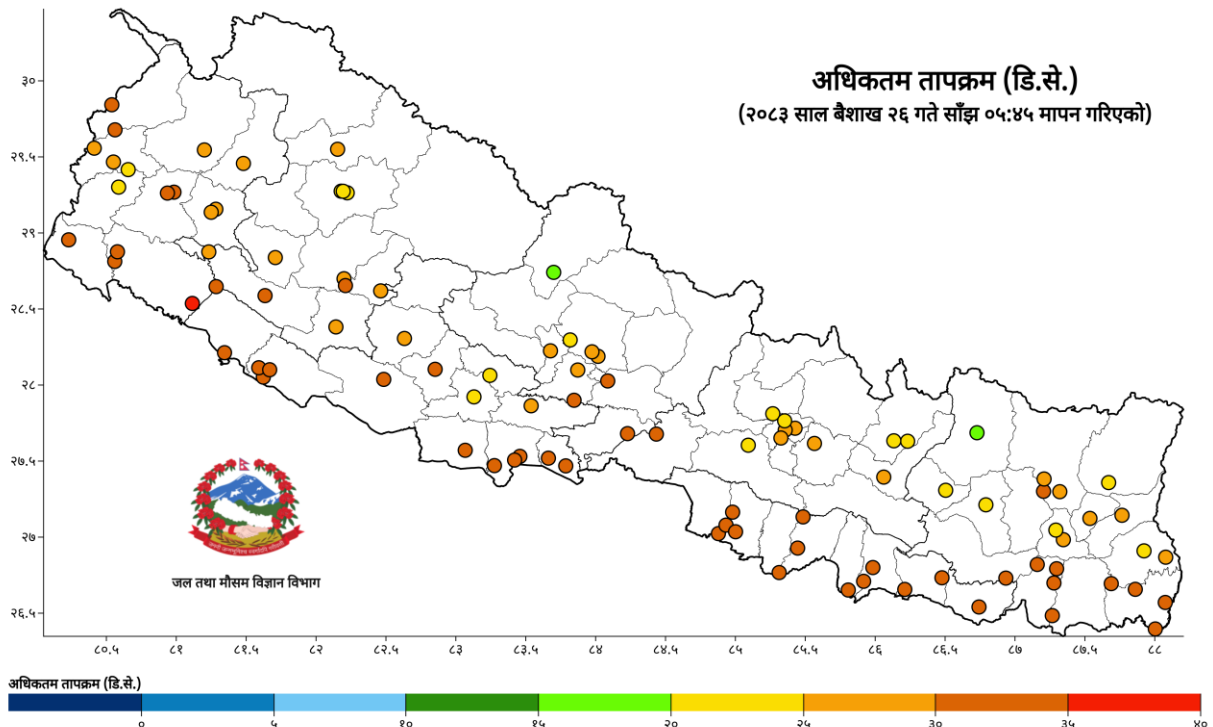 अधिकतम तापक्रम (डि.से.)
(२०८३ साल बैशाख २६ गते साँझ ०५:४५ मापन गरिएको)
३०
२९.५
२९
२८.५
२८
२७.५
२७
२६.५
जल तथा मौसम विज्ञान विभाग
८०.५ ८१ ८१.५ ८२ ८२.५ ८३ ८३.५ ८४ ८४.५ ८५ ८५.५ ८६ ८६.५ ८७ ८७.५ ८८
अधिकतम तापक्रम (डि.से.)
० ५ १० १५ २० २५ ३० ३५ ४०